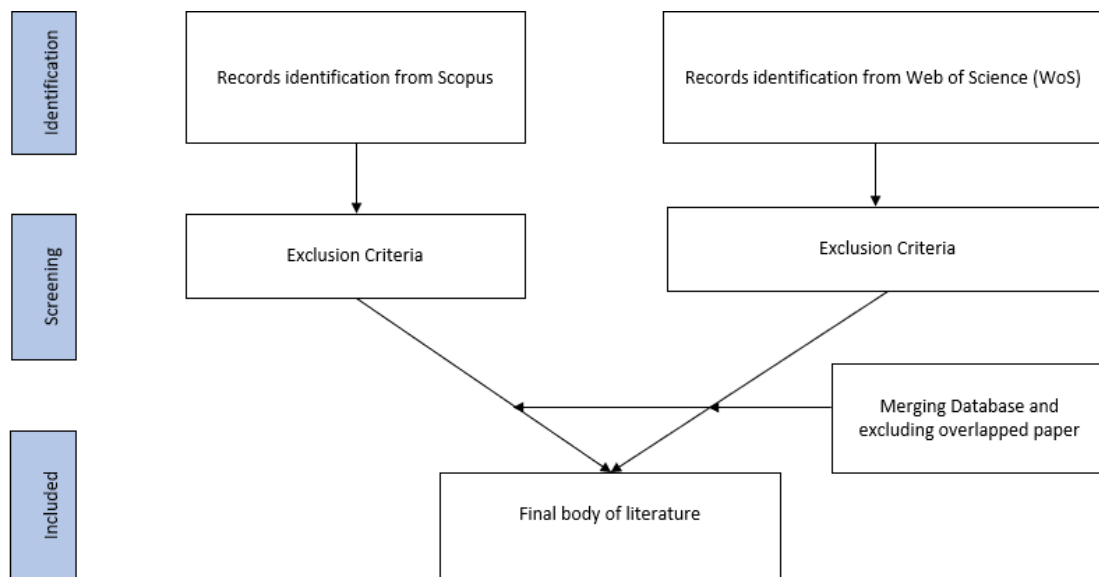 Identification
Records identification from Scopus
Records identification from Web of Science (WoS)
Screening
Exclusion Criteria
Exclusion Criteria
Merging Database and
excluding overlapped paper
Included
Final body of literature